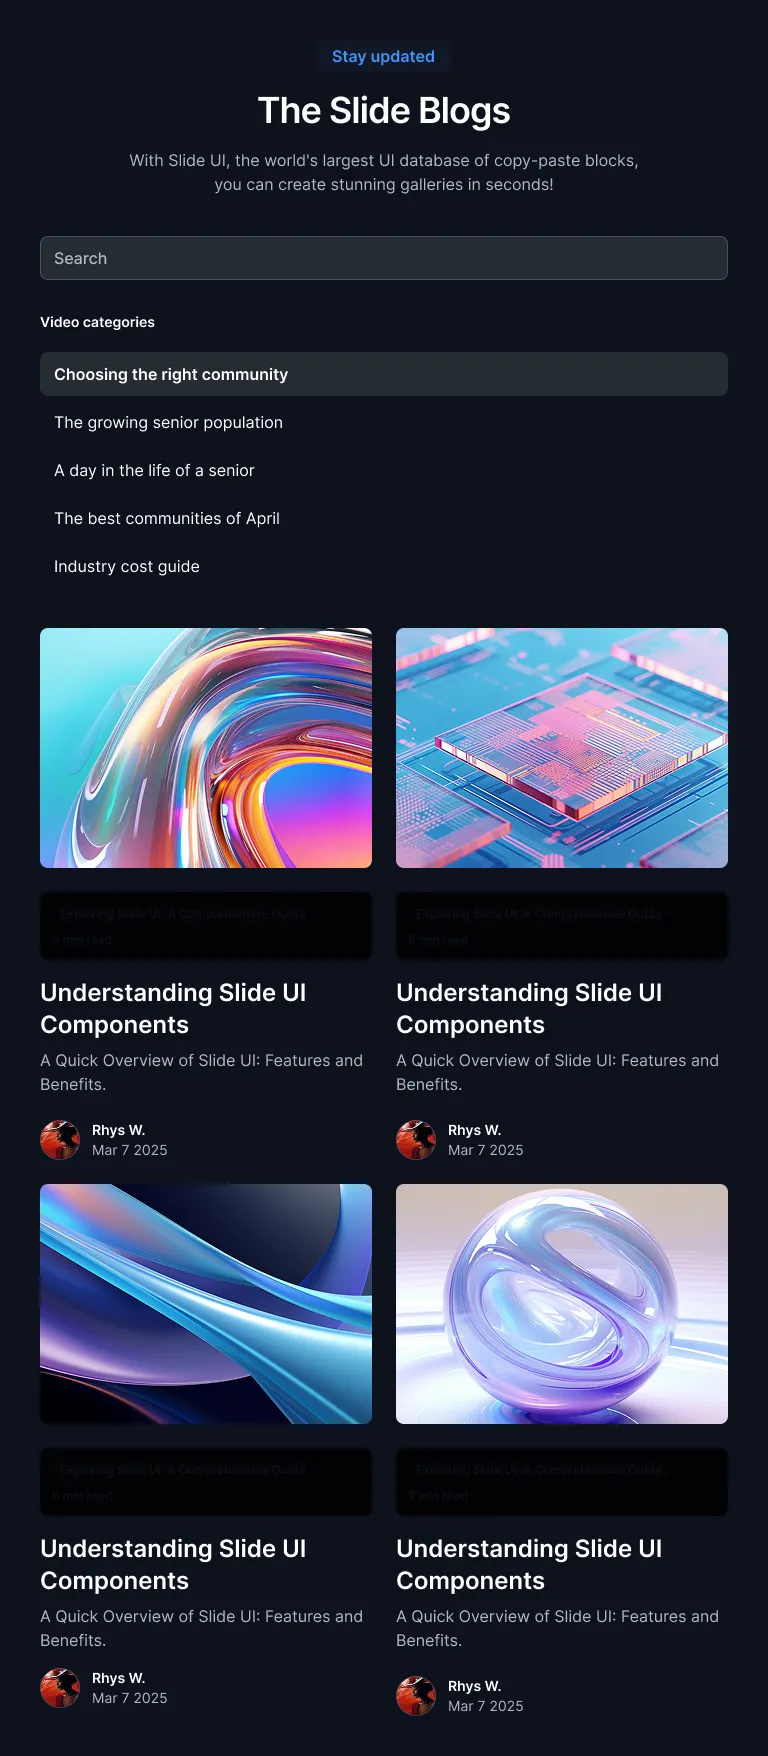 Stay updated
The Slide Blogs
With Slide UI, the world's largest UI database of copy-paste blocks,
you can create stunning galleries in seconds!
Search
Video categories
Choosing the right community
The growing senior population
A day in the life of a senior
The best communities of April
Industry cost guide
Exploring Slide UI: A Comprehensive Guide
5 min read
Understanding Slide UI
Components
A Quick Overview of Slide UI: Features and
Benefits.
Rhys W.
Mar 7 2025
Exploring Slide UI: A Comprehensive Guide
min read
Understanding Slide UI
Components
A Quick Overview of Slide UI: Features and
Benefits.
Rhys W.
Mar 7 2025
Exploring Slide UI: A Comprehensive Guide
min read
Understanding Slide UI
Components
A Quick Overview of Slide UI: Features and
Benefits.
Rhys W.
Mar 7 2025
Exploring Slide UI: A Comprehensive Guide
7 min read
Understanding Slide UI
Components
A Quick Overview of Slide UI: Features and
Benefits.
Rhys W.
Mar 7 2025